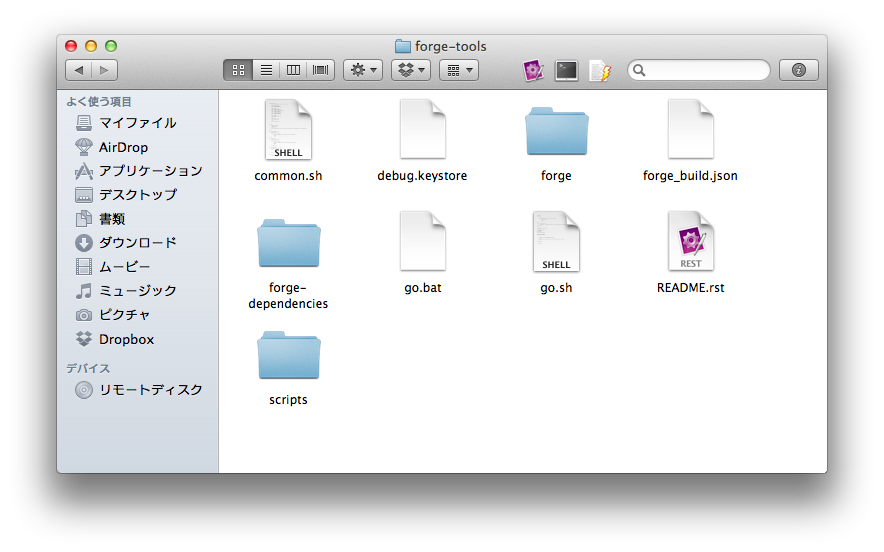 forge-tools
よく使う項目
マイファイル
AirDrop
アプリケーション
デスクトップ
書類
ダウンロード
ムービー
ミュージック
ピクチャ
Dropbox
デバイス
リモートディスク
SHELL
common.sh
debug.keystore
forge
forge_build.json
forge-
dependencies
go.bat
SHELL
go.sh
REST
README.rst
scripts